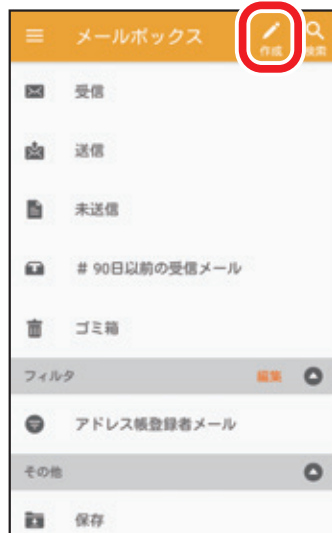 メールボックス
作成
検索
受信
送信
未送信
# 90日以前の受信メール
ゴミ箱
フィルタ 編集
アドレス帳登録者メール
その他
保存